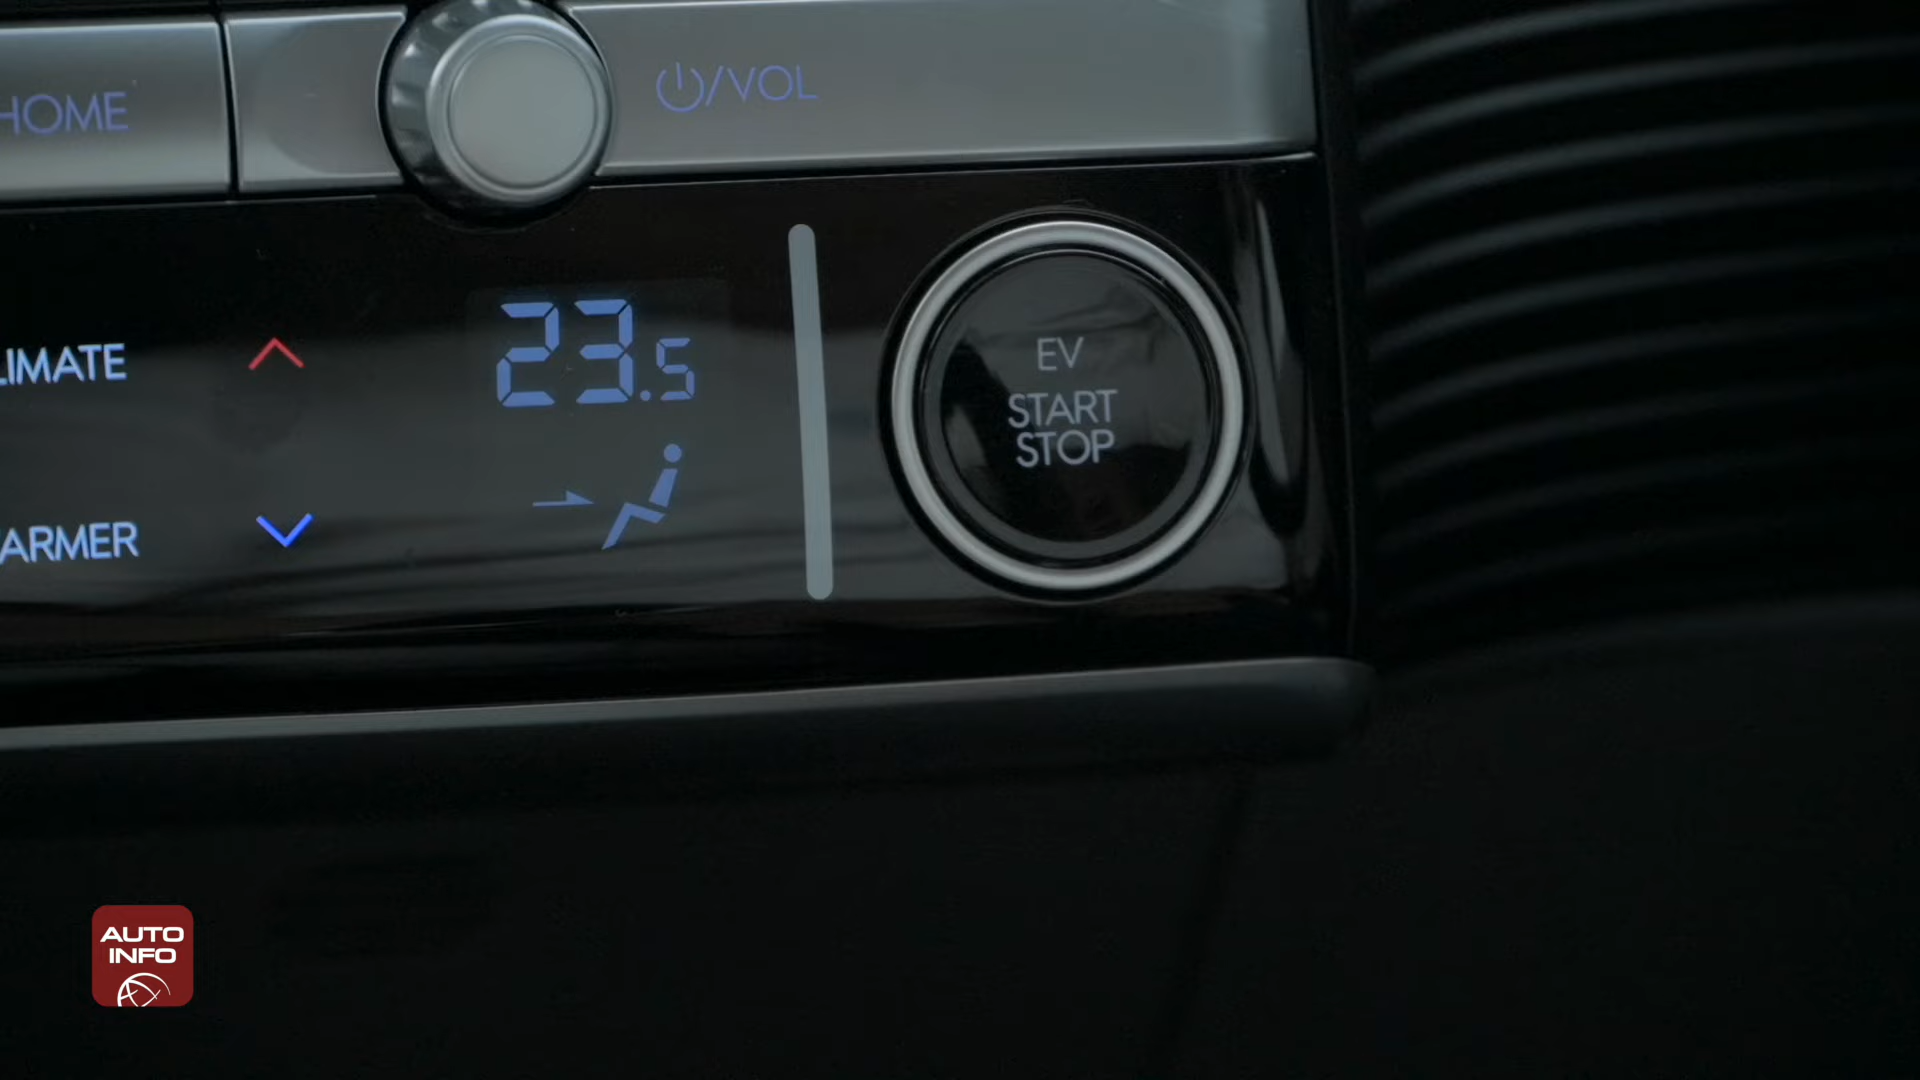 HOME
/VOL
LIMATE
23.5
EV
START
STOP
ARMER
AUTO
INFO